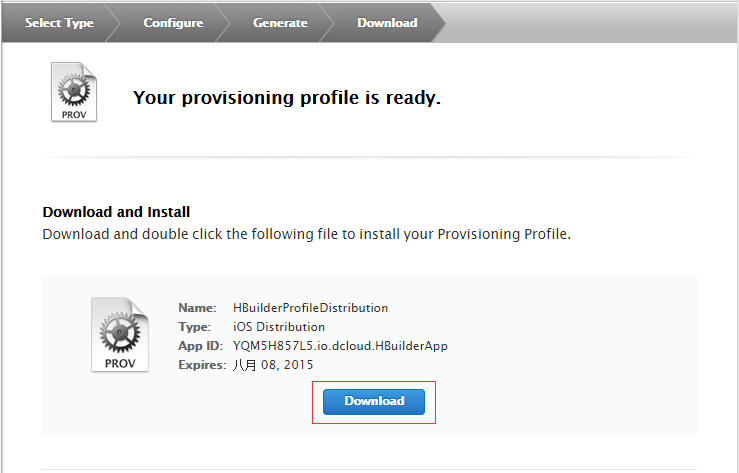 Select Type Configure Generate Download
PROV
Your provisioning profile is ready.
Download and Install
Download and double click the following file to install your Provisioning Profile.
PROV
Name: HBuilderProfileDistribution
Type: iOS Distribution
App ID: YQM5H857L5.io.dcloud.HBuilderApp
Expires: 八月 08, 2015
Download